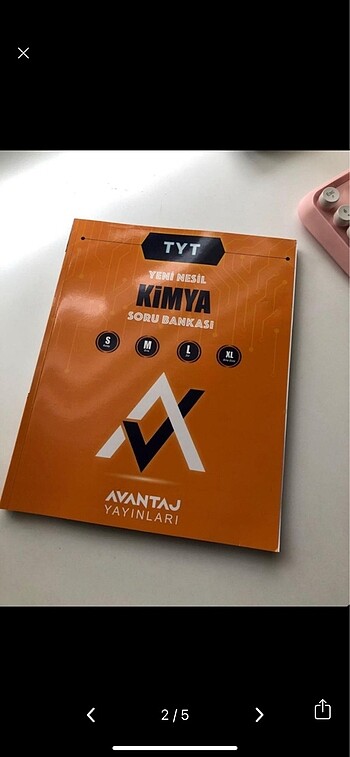 TYT
YENİ NESİL
KİMYA
SORU BANKASI
S M L XL
AVANTAJ
YAYINLARI
2 / 5